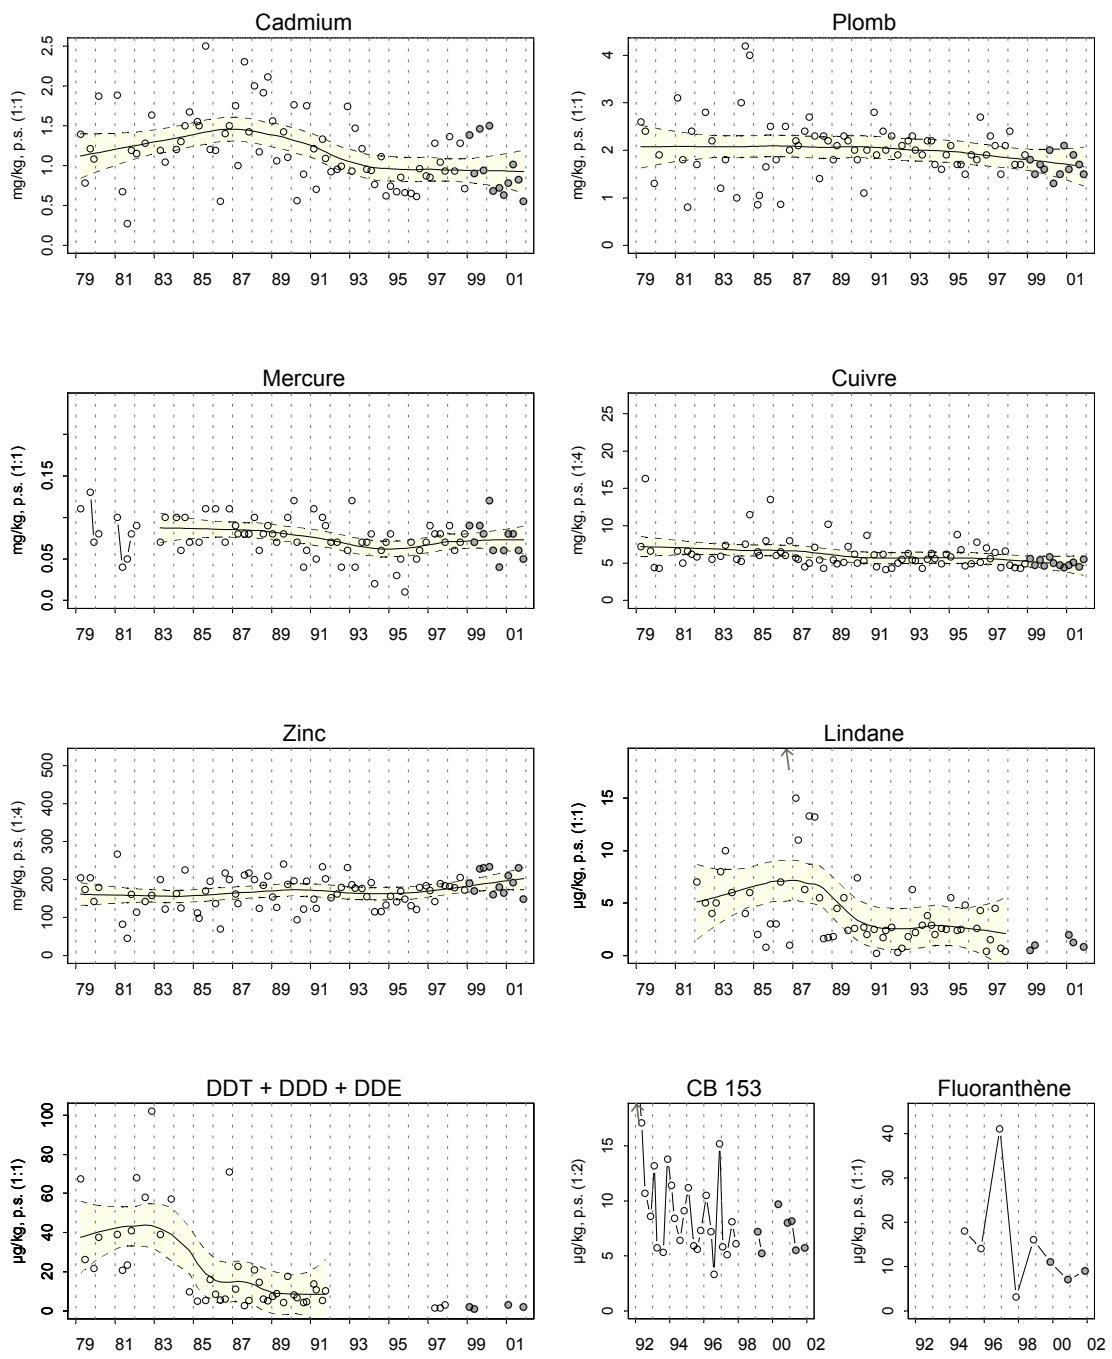 Cadmium
mg/kg, p.s. (1:1)
0.0 0.5 1.0 1.5 2.0 2.5
79 81 83 85 87 89 91 93 95 97 99 01
Plomb
mg/kg, p.s. (1:1)
0 1 2 3 4
79 81 83 85 87 89 91 93 95 97 99 01
Mercure
mg/kg, p.s. (1:1)
0.0 0.05 0.15
79 81 83 85 87 89 91 93 95 97 99 01
Cuivre
mg/kg, p.s. (1:4)
0 5 10 15 20 25
79 81 83 85 87 89 91 93 95 97 99 01
Zinc
mg/kg, p.s. (1:4)
0 100 200 300 400 500
79 81 83 85 87 89 91 93 95 97 99 01
Lindane
µg/kg, p.s. (1:1)
0 5 10 15
79 81 83 85 87 89 91 93 95 97 99 01
DDT + DDD + DDE
µg/kg, p.s. (1:1)
0 20 40 60 80 100
79 81 83 85 87 89 91 93 95 97 99 01
CB 153
µg/kg, p.s. (1:2)
0 5 10 15
92 94 96 98 00 02
Fluoranthène
µg/kg, p.s. (1:1)
0 10 20 30 40
92 94 96 98 00 02